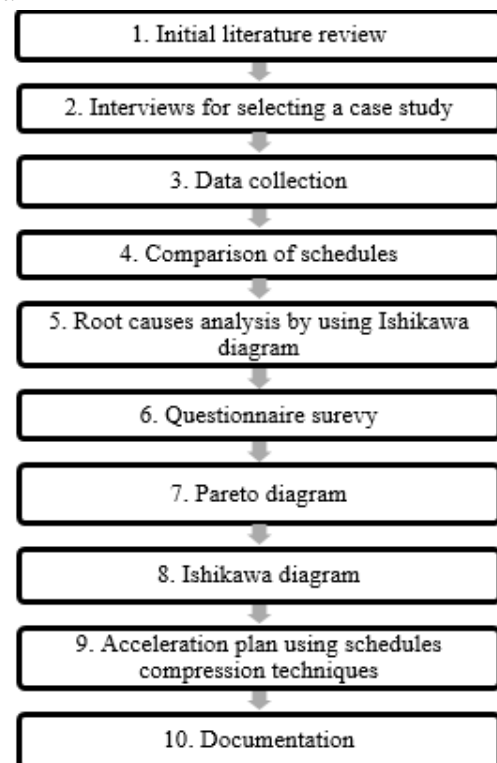 1. Initial literature review
2. Interviews for selecting a case study
3. Data collection
4. Comparison of schedules
5. Root causes analysis by using Ishikawa
diagram
6. Questionnaire surevy
7. Pareto diagram
8. Ishikawa diagram
9. Acceleration plan using schedules
compression techniques
10. Documentation